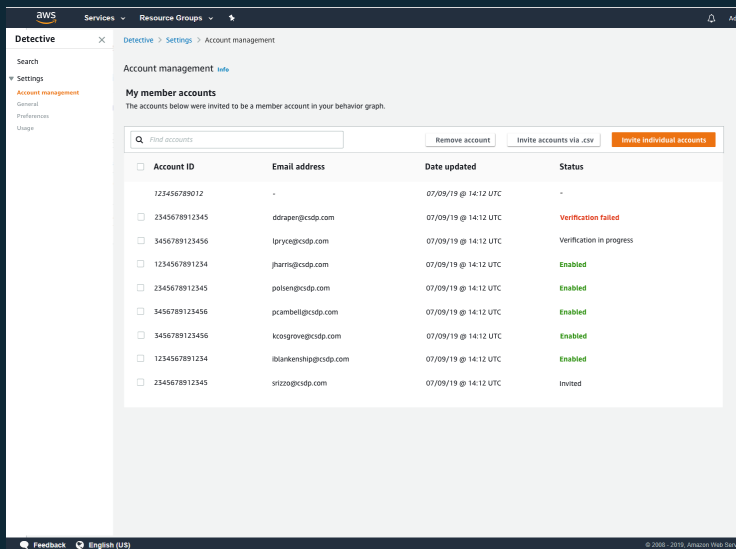 aws Services Resource Groups
Detective
Search
Settings
Account management
General
Preferences
Usage
Detective > Settings > Account management
Account management Info
My member accounts
The accounts below were invited to be a member account in your behavior graph.
Find accounts Remove account Invite accounts via .csv Invite individual accounts
Account ID Email address Date updated Status
123456789012 - 07/09/19 @ 14:12 UTC -
2345678912345 ddraper@csdp.com 07/09/19 @ 14:12 UTC Verification failed
3456789123456 lpryce@csdp.com 07/09/19 @ 14:12 UTC Verification in progress
1234567891234 jharris@csdp.com 07/09/19 @ 14:12 UTC Enabled
2345678912345 polsen@csdp.com 07/09/19 @ 14:12 UTC Enabled
3456789123456 pcambell@csdp.com 07/09/19 @ 14:12 UTC Enabled
3456789123456 kcosgrove@csdp.com 07/09/19 @ 14:12 UTC Enabled
1234567891234 iblankenship@csdp.com 07/09/19 @ 14:12 UTC Enabled
2345678912345 srizzo@csdp.com 07/09/19 @ 14:12 UTC Invited
Feedback English (US) © 2008 - 2019, Amazon Web